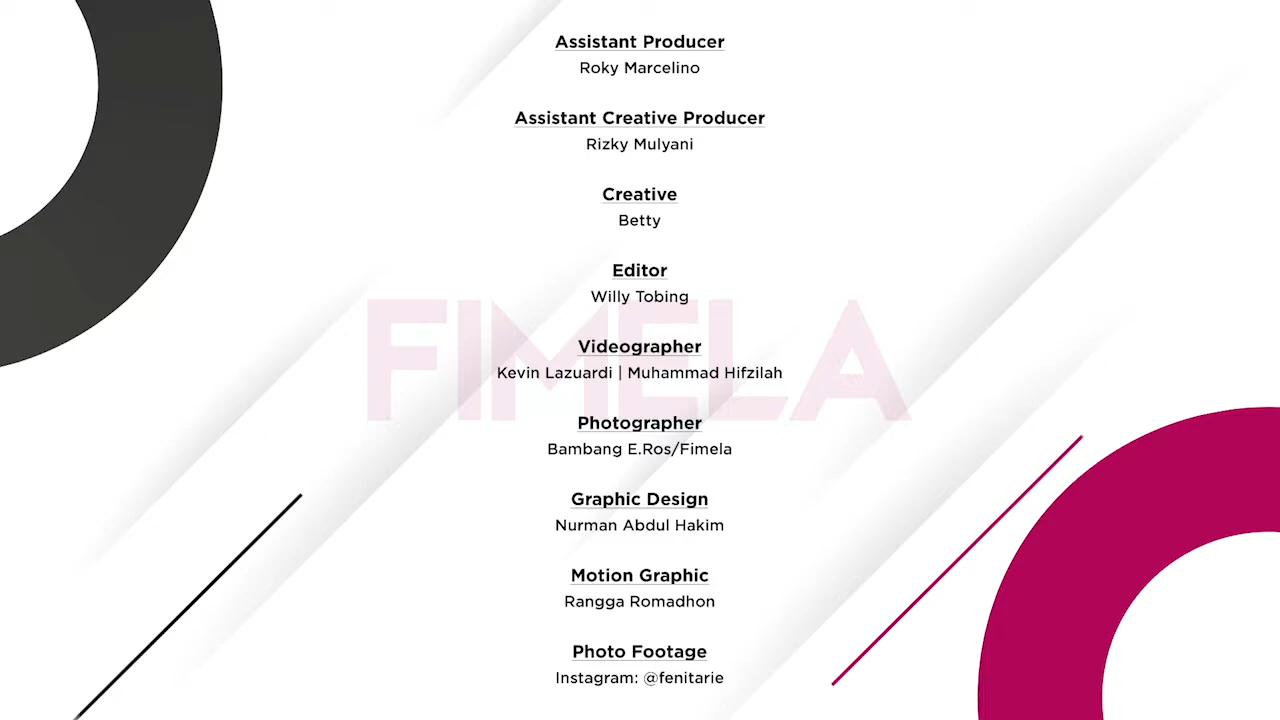 Assistant Producer
Roky Marcelino
Assistant Creative Producer
Rizky Mulyani
Creative
Betty
Editor
Willy Tobing
FIMELA
Videographer
Kevin Lazuardi | Muhammad Hifzilah
Photographer
Bambang E.Ros/Fimela
Graphic Design
Nurman Abdul Hakim
Motion Graphic
Rangga Romadhon
Photo Footage
Instagram: @fenitarie